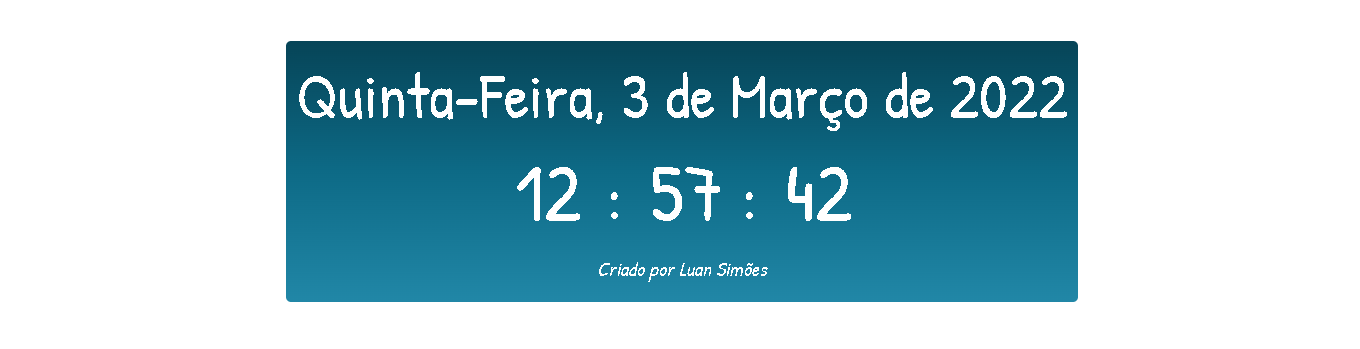 Quinta-Feira, 3 de Março de 2022
12 : 57 : 42
Criado por Luan Simões